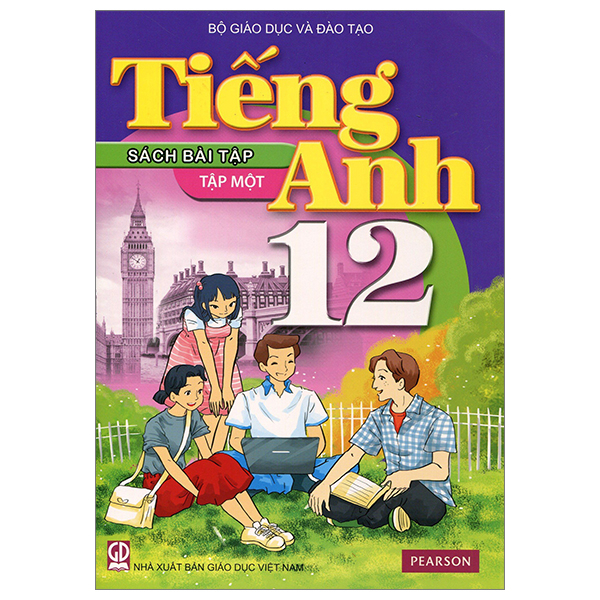 BỘ GIÁO DỤC VÀ ĐÀO TẠO
Tiếng
SÁCH BÀI TẬP
TẬP MỘT
Anh
12
GD
NHÀ XUẤT BẢN GIÁO DỤC VIỆT NAM
PEARSON